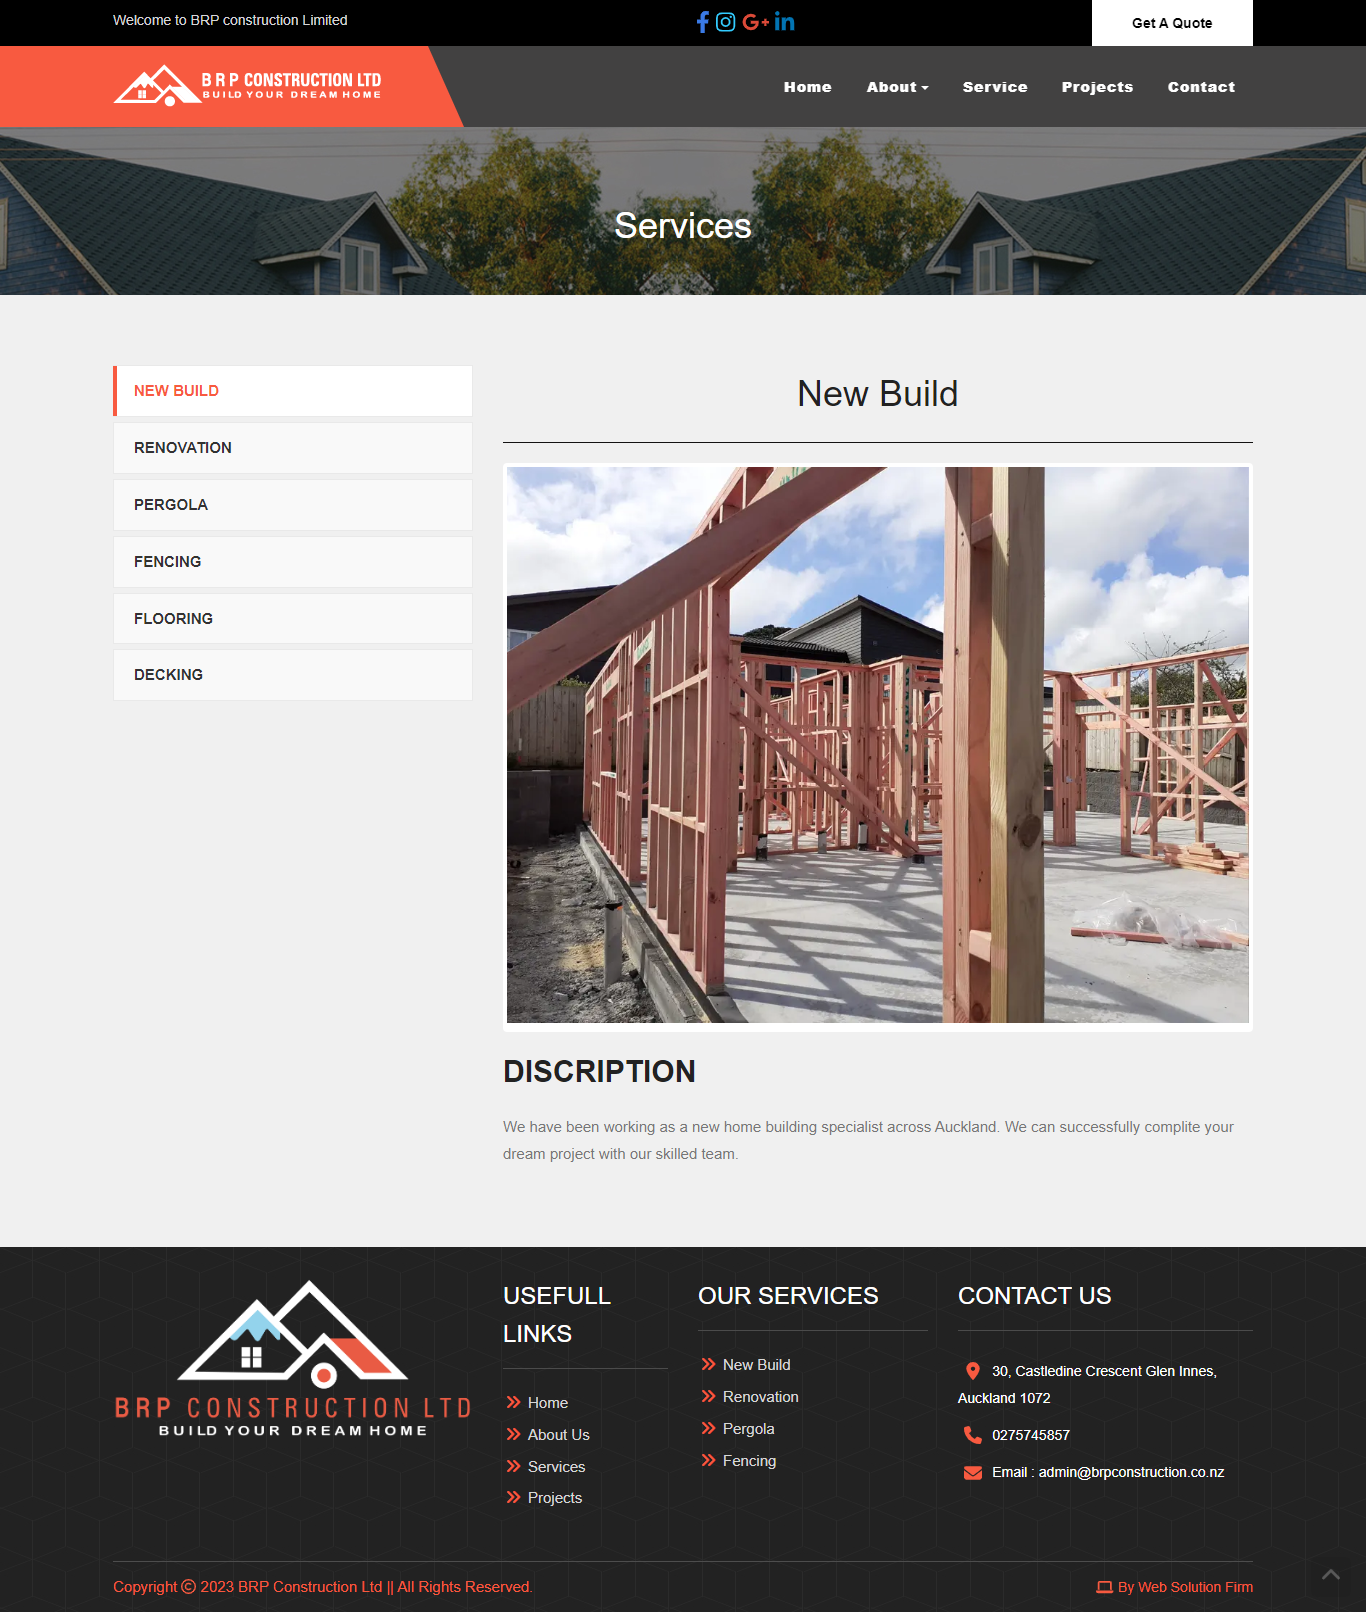 Welcome to BRP construction Limited
Get A Quote
B R P CONSTRUCTION LTD
BUILD YOUR DREAM HOME
Home
About
Service
Projects
Contact
Services
NEW BUILD
RENOVATION
PERGOLA
FENCING
FLOORING
DECKING
New Build
DISCRIPTION
We have been working as a new home building specialist across Auckland. We can successfully complite your
dream project with our skilled team.
BRP CONSTRUCTION LTD
BUILD YOUR DREAM HOME
USEFULL
LINKS
Home
About Us
Services
Projects
OUR SERVICES
New Build
Renovation
Pergola
Fencing
CONTACT US
30, Castledine Crescent Glen Innes,
Auckland 1072
0275745857
Email : admin@brpconstruction.co.nz
Copyright © 2023 BRP Construction Ltd || All Rights Reserved.
By Web Solution Firm